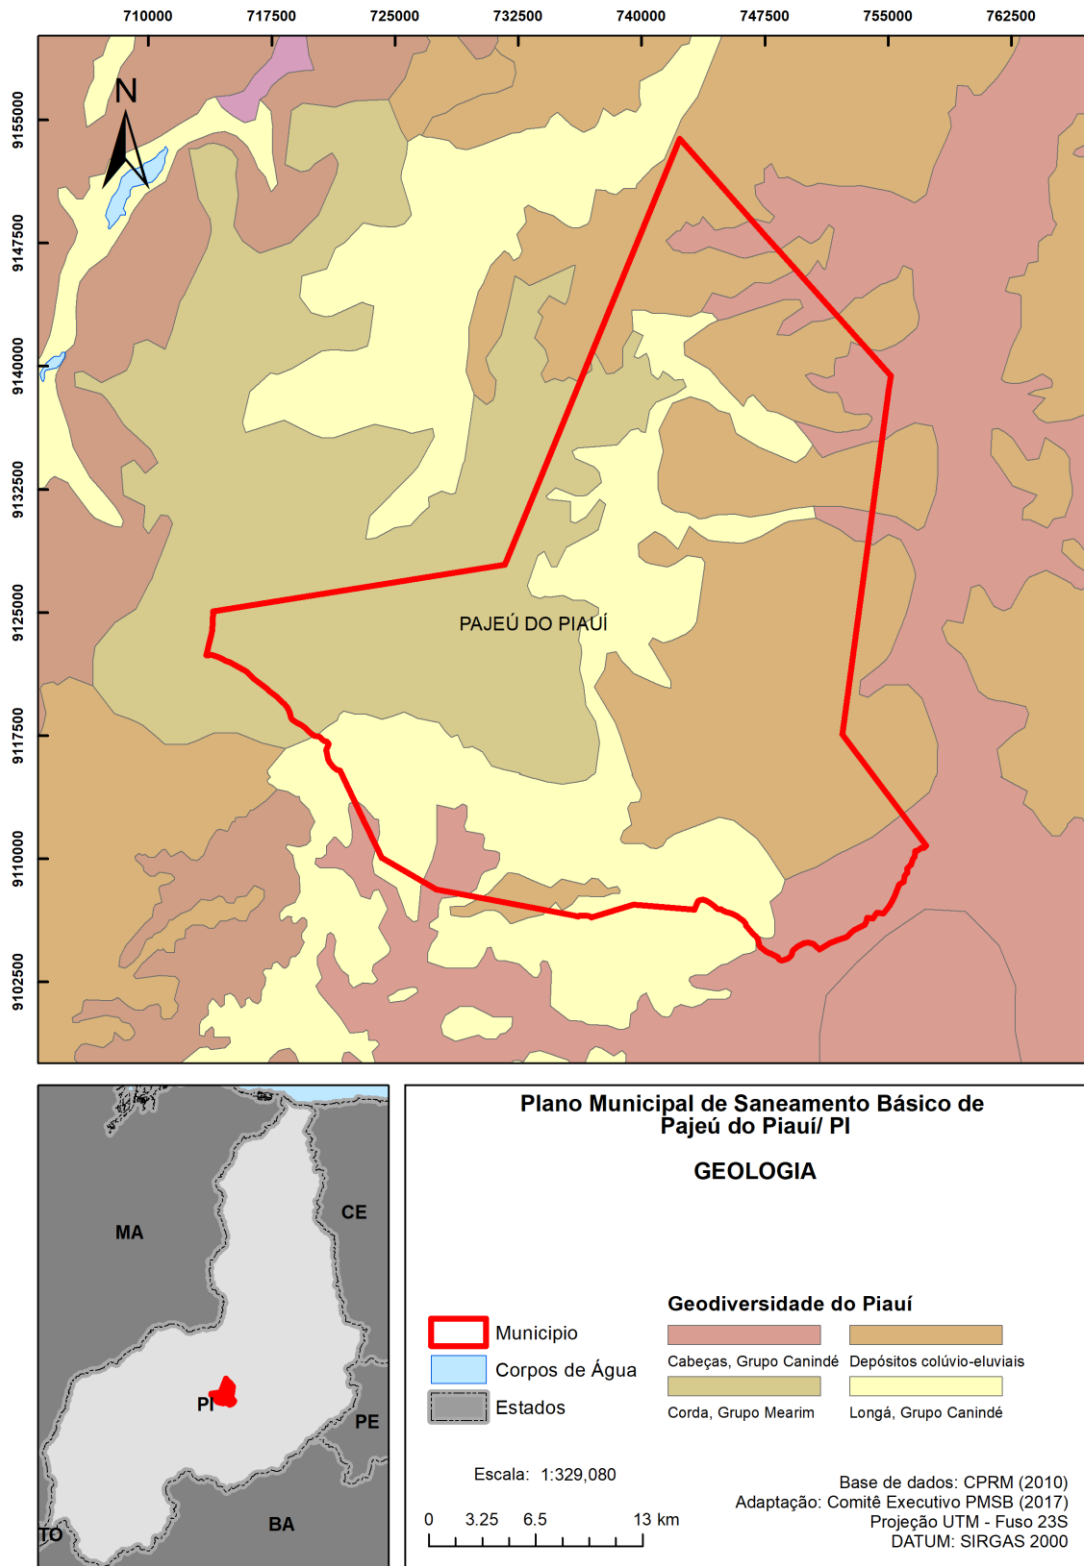 710000 717500 725000 732500 740000 747500 755000 762500
N
9155000
9147500
9140000
9132500
9125000
9117500
9110000
9102500
PAJEÚ DO PIAUÍ
MA
CE
PI
PE
BA
TO
Plano Municipal de Saneamento Básico de
Pajeú do Piauí/ PI
GEOLOGIA
Municipio
Corpos de Água
Estados
Geodiversidade do Piauí
Cabeças, Grupo Canindé
Depósitos colúvio-eluviais
Corda, Grupo Mearim
Longá, Grupo Canindé
Escala: 1:329,080
0 3.25 6.5 13 km
Base de dados: CPRM (2010)
Adaptação: Comitê Executivo PMSB (2017)
Projeção UTM - Fuso 23S
DATUM: SIRGAS 2000